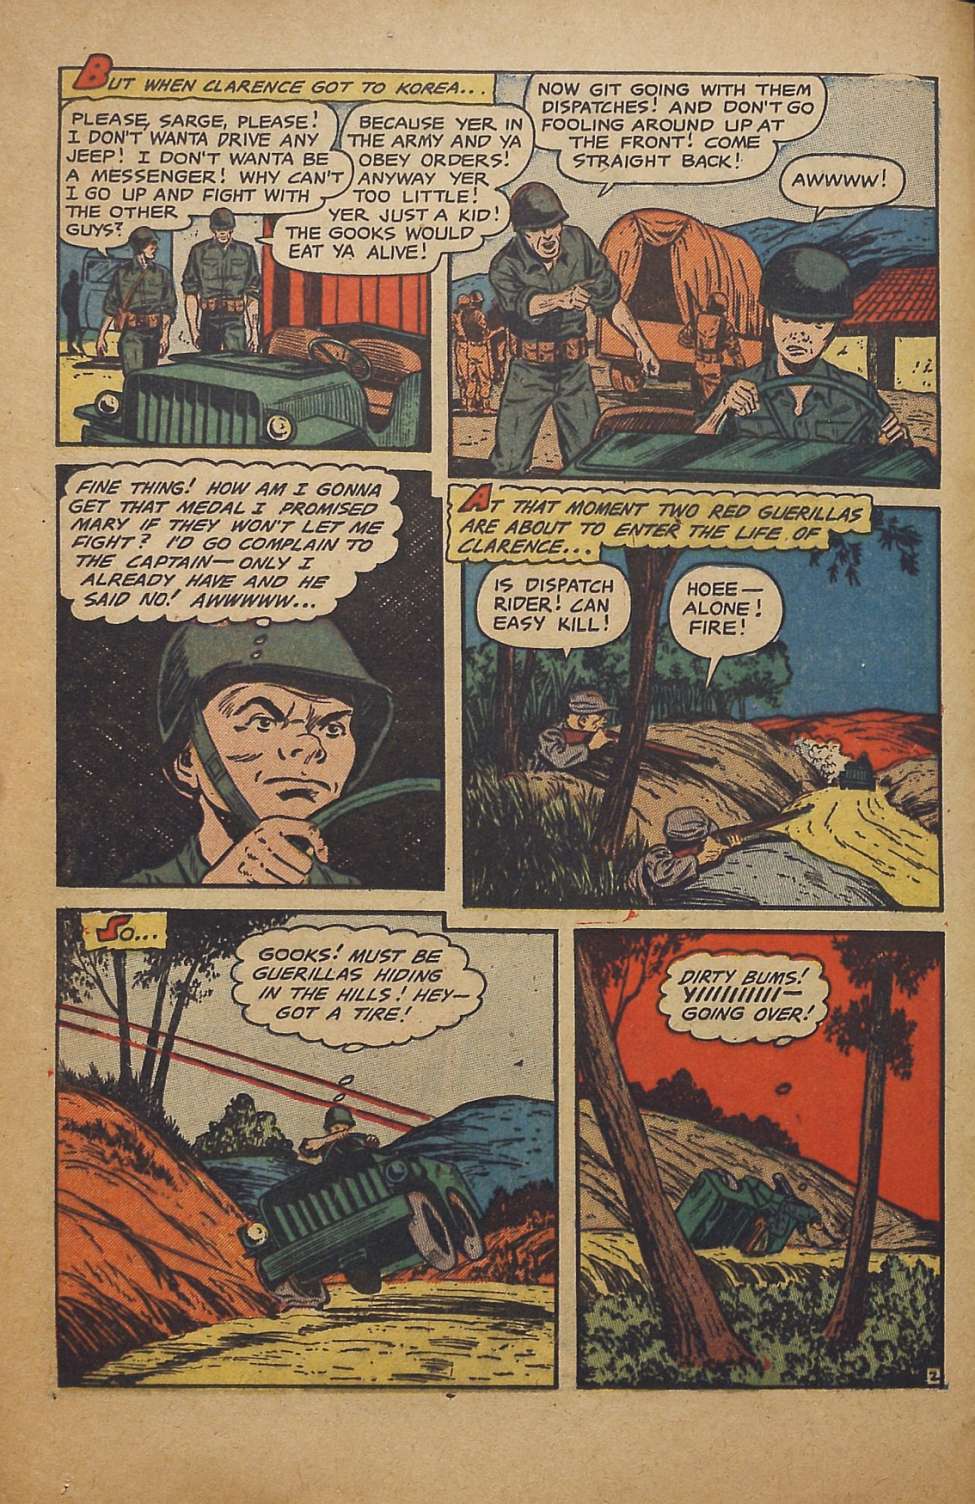 BUT WHEN CLARENCE GOT TO KOREA...
PLEASE, SARGE, PLEASE!
I DON'T WANTA DRIVE ANY
JEEP! I DON'T WANTA BE
A MESSENGER! WHY CAN'T
I GO UP AND FIGHT WITH
THE OTHER
GUYS?
BECAUSE YER IN
THE ARMY AND YA
OBEY ORDERS!
ANYWAY YER
TOO LITTLE!
YER JUST A KID!
THE GOOKS WOULD
EAT YA ALIVE!
NOW GIT GOING WITH THEM
DISPATCHES! AND DON'T GO
FOOLING AROUND UP AT
THE FRONT! COME
STRAIGHT BACK!
AWWWW!
FINE THING! HOW AM I GONNA
GET THAT MEDAL I PROMISED
MARY IF THEY WON'T LET ME
FIGHT? I'D GO COMPLAIN TO
THE CAPTAIN—ONLY I
ALREADY HAVE AND HE
SAID NO! AWWWWW...
AT THAT MOMENT TWO RED GUERILLAS
ARE ABOUT TO ENTER THE LIFE OF
CLARENCE...
IS DISPATCH
RIDER! CAN
EASY KILL!
HOEE—
ALONE!
FIRE!
SO...
GOOKS! MUST BE
GUERILLAS HIDING
IN THE HILLS! HEY—
GOT A TIRE!
DIRTY BUMS!
YIIIIIIIIII—
GOING OVER!
2